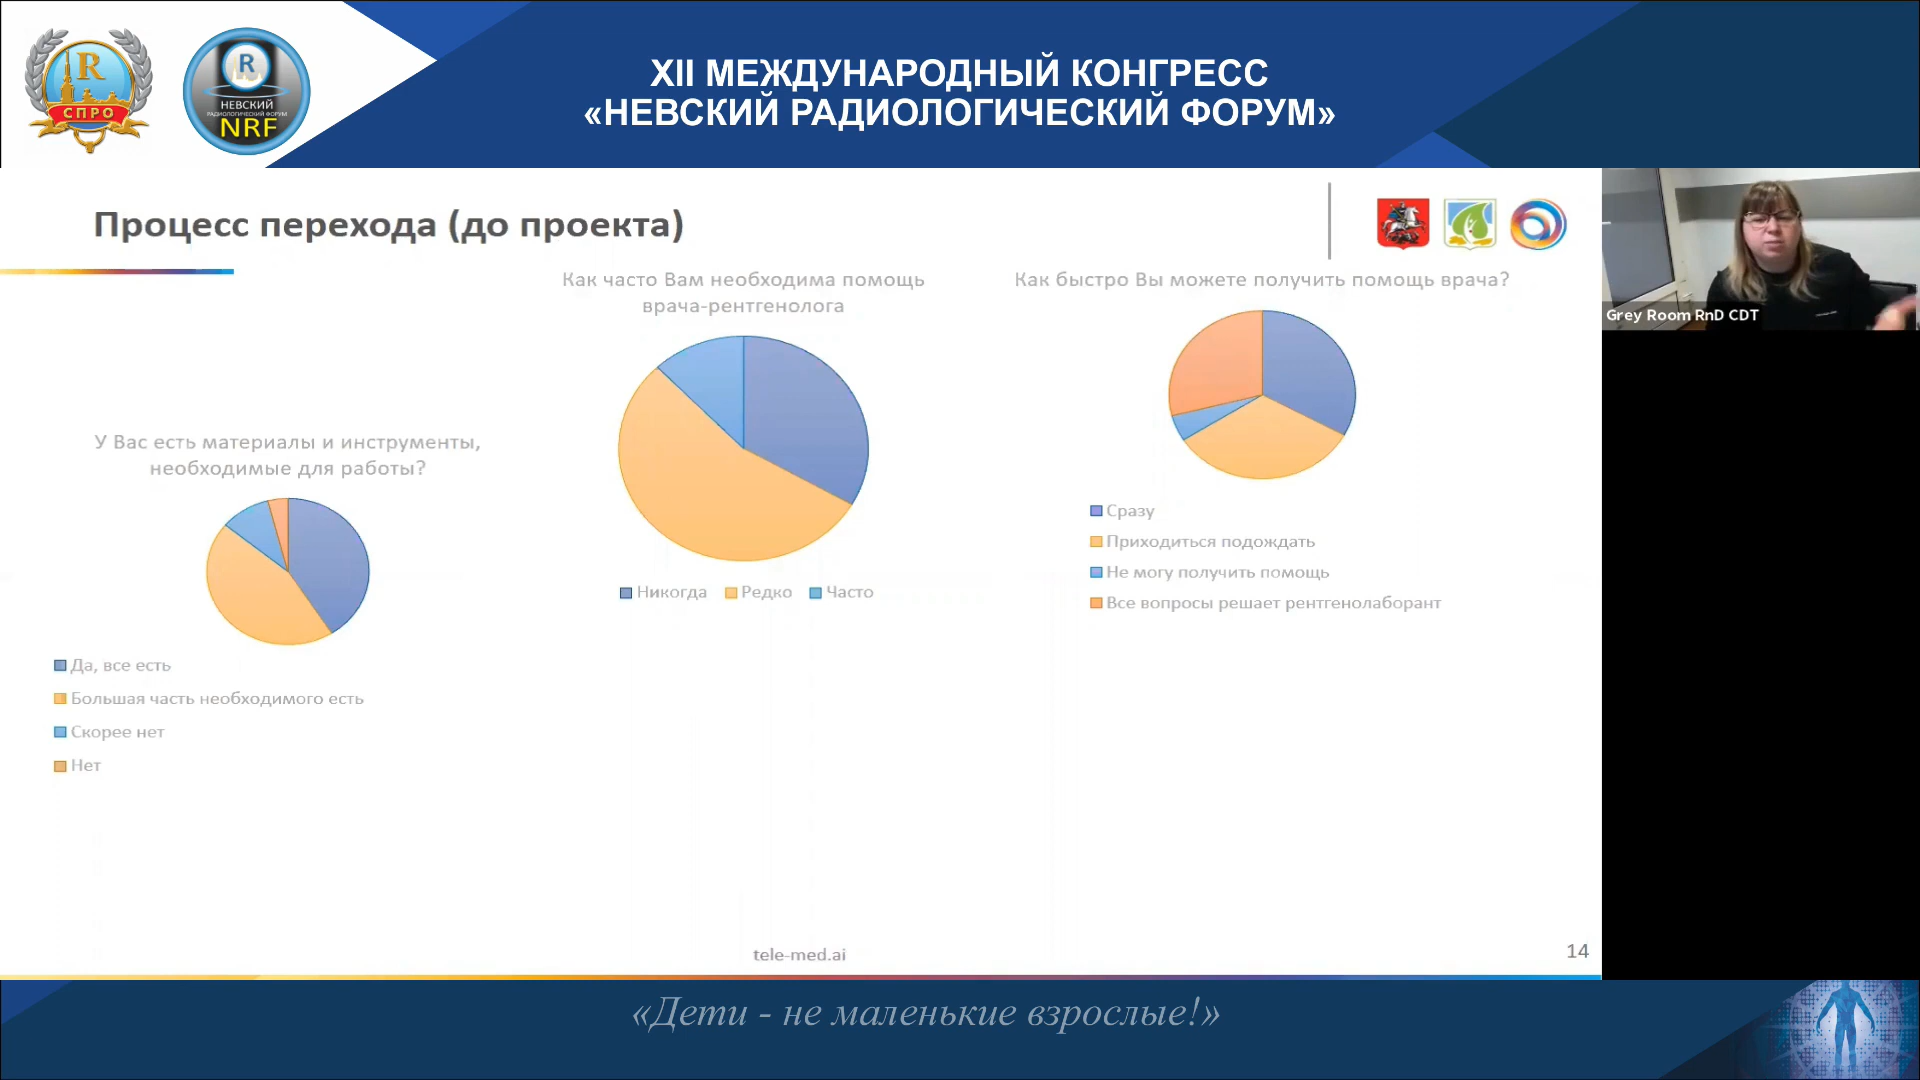 R
СПРО
R
НЕВСКИЙ
РАДИОЛОГИЧЕСКИЙ ФОРУМ
NRF
XII МЕЖДУНАРОДНЫЙ КОНГРЕСС
«НЕВСКИЙ РАДИОЛОГИЧЕСКИЙ ФОРУМ»
Процесс перехода (до проекта)
У Вас есть материалы и инструменты,
необходимые для работы?
Да, все есть
Большая часть необходимого есть
Скорее нет
Нет
Как часто Вам необходима помощь
врача-рентгенолога
Никогда Редко Часто
Как быстро Вы можете получить помощь врача?
Сразу
Приходиться подождать
Не могу получить помощь
Все вопросы решает рентгенолаборант
Grey Room RnD CDT
tele-med.ai
14
«Дети - не маленькие взрослые!»